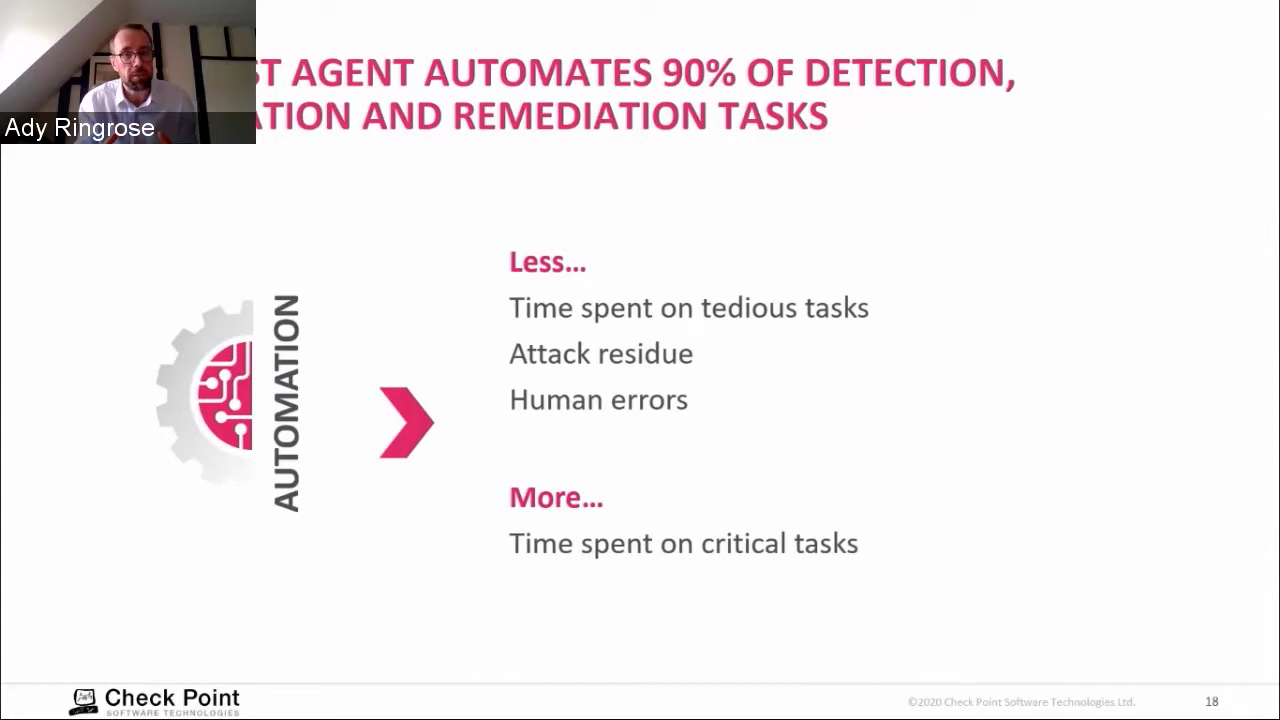 ST AGENT AUTOMATES 90% OF DETECTION,
ATION AND REMEDIATION TASKS
Ady Ringrose
AUTOMATION
Less...
Time spent on tedious tasks
Attack residue
Human errors
More...
Time spent on critical tasks
Check Point
SOFTWARE TECHNOLOGIES
©2020 Check Point Software Technologies Ltd.
18